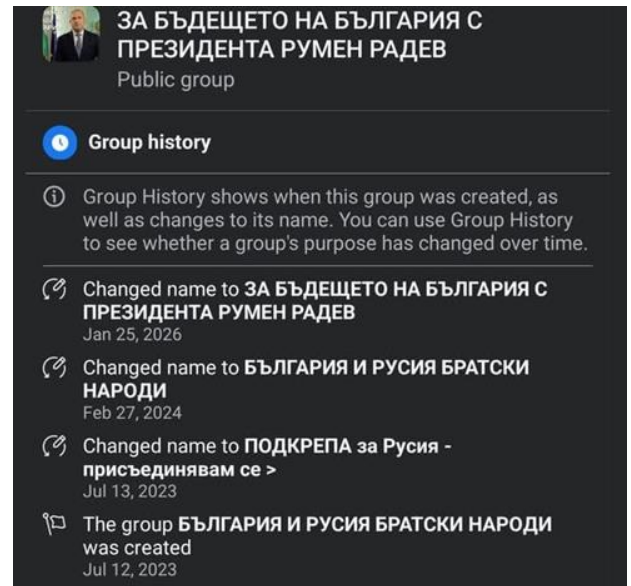 ЗА БЪДЕЩЕТО НА БЪЛГАРИЯ С
ПРЕЗИДЕНТА РУМЕН РАДЕВ
Public group
Group history
Group History shows when this group was created, as
well as changes to its name. You can use Group History
to see whether a group's purpose has changed over time.
Changed name to ЗА БЪДЕЩЕТО НА БЪЛГАРИЯ С
ПРЕЗИДЕНТА РУМЕН РАДЕВ
Jan 25, 2026
Changed name to БЪЛГАРИЯ И РУСИЯ БРАТСКИ
НАРОДИ
Feb 27, 2024
Changed name to ПОДКРЕПА за Русия -
присъединявам се >
Jul 13, 2023
The group БЪЛГАРИЯ И РУСИЯ БРАТСКИ НАРОДИ
was created
Jul 12, 2023